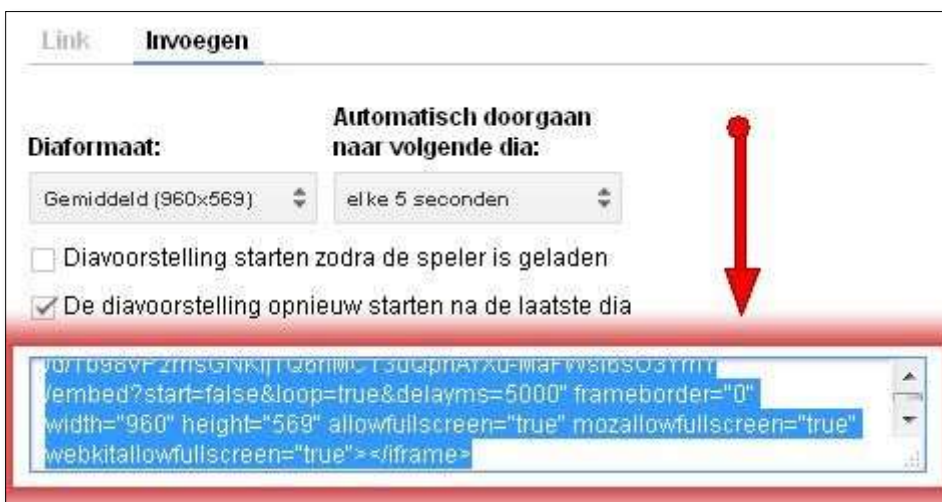 Link Invoegen
Automatisch doorgaan
Diaformaat: naar volgende dia:
Gemiddeld (960x569) elke 5 seconden
Diavoorstelling starten zodra de speler is geladen
De diavoorstelling opnieuw starten na de laatste dia
/embed?start=false&loop=true&delayms=5000" frameborder="0"
width="960" height="569" allowfullscreen="true" mozallowfullscreen="true"
webkitallowfullscreen="true"></iframe>